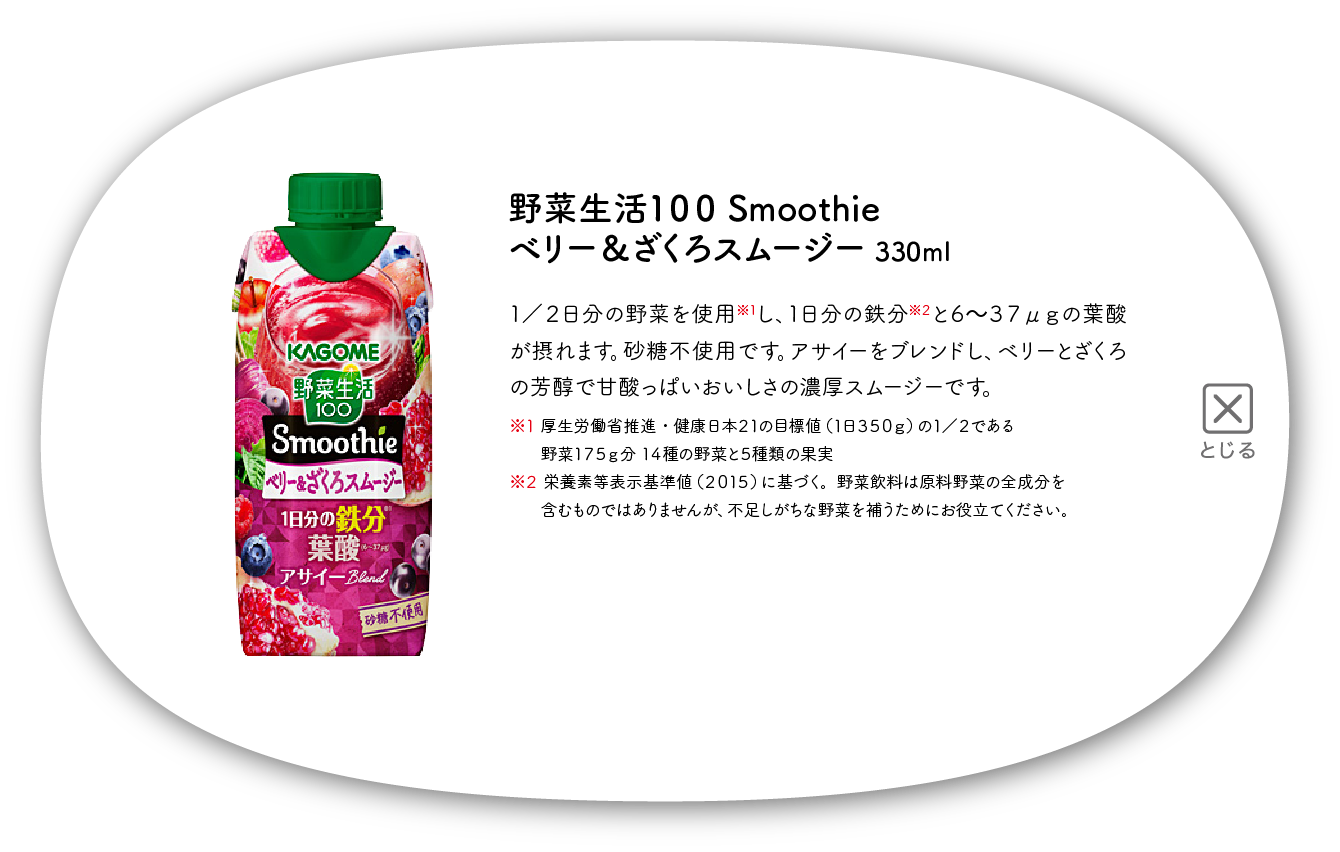 野菜生活100 Smoothie
ベリー＆ざくろスムージー 330ml
1／2日分の野菜を使用※1し、1日分の鉄分※2と6〜37μgの葉酸
が摂れます。砂糖不使用です。アサイーをブレンドし、ベリーとざくろ
の芳醇で甘酸っぱいおいしさの濃厚スムージーです。
※1 厚生労働省推進・健康日本21の目標値（1日350g）の1／2である
野菜175g分 14種の野菜と5種類の果実
※2 栄養素等表示基準値（2015）に基づく。野菜飲料は原料野菜の全成分を
含むものではありませんが、不足しがちな野菜を補うためにお役立てください。
とじる
KAGOME
野菜生活
100
Smoothie
ベリー&ざくろスムージー
1日分の鉄分
葉酸(6〜37μg)
アサイーBlend
砂糖不使用